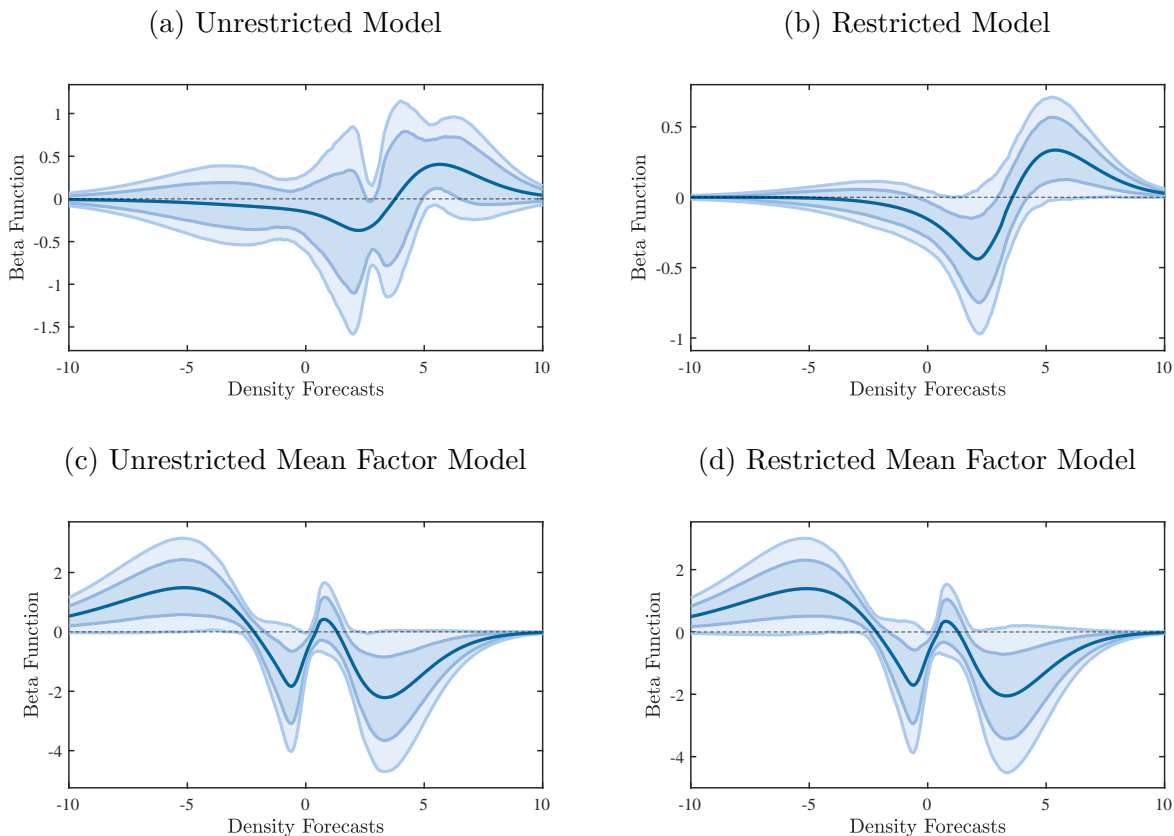 (a) Unrestricted Model
1
0.5
0
-0.5
-1
-1.5
Beta Function
-10 -5 0 5 10
Density Forecasts
(b) Restricted Model
0.5
0
-0.5
-1
Beta Function
-10 -5 0 5 10
Density Forecasts
(c) Unrestricted Mean Factor Model
2
0
-2
-4
Beta Function
-10 -5 0 5 10
Density Forecasts
(d) Restricted Mean Factor Model
2
0
-2
-4
-6
Beta Function
-10 -5 0 5 10
Density Forecasts